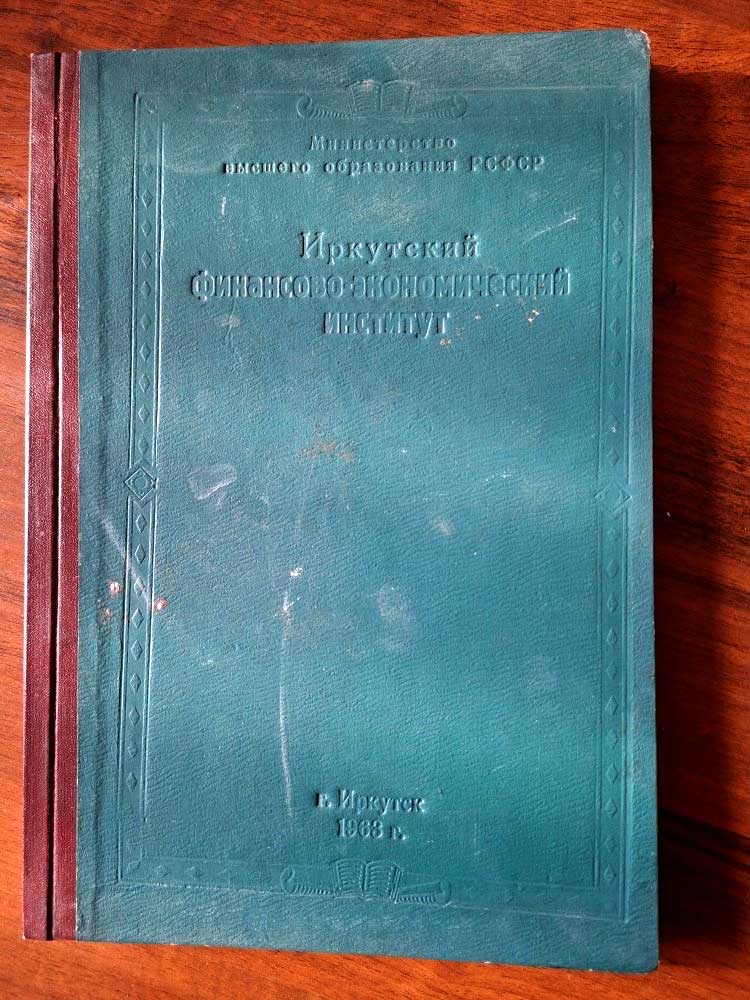 Министерство
высшего образования РСФСР
Иркутский
финансово-экономический
институт
г. Иркутск
1963 г.